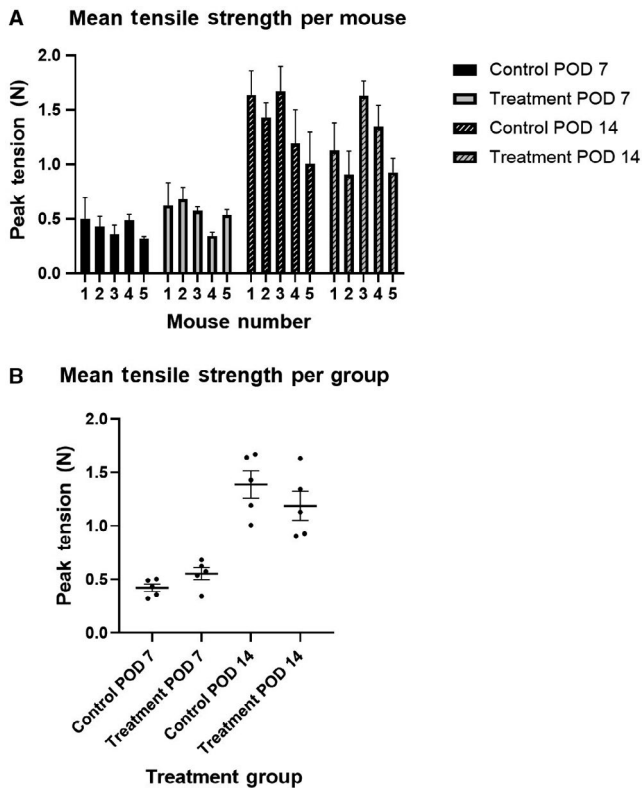 A Mean tensile strength per mouse
Peak tension (N)
2.0
1.5
1.0
0.5
0.0
1 2 3 4 5 1 2 3 4 5 1 2 3 4 5 1 2 3 4 5
Mouse number
Control POD 7
Treatment POD 7
Control POD 14
Treatment POD 14
B Mean tensile strength per group
Peak tension (N)
2.0
1.5
1.0
0.5
0.0
Control POD 7
Treatment POD 7
Control POD 14
Treatment POD 14
Treatment group